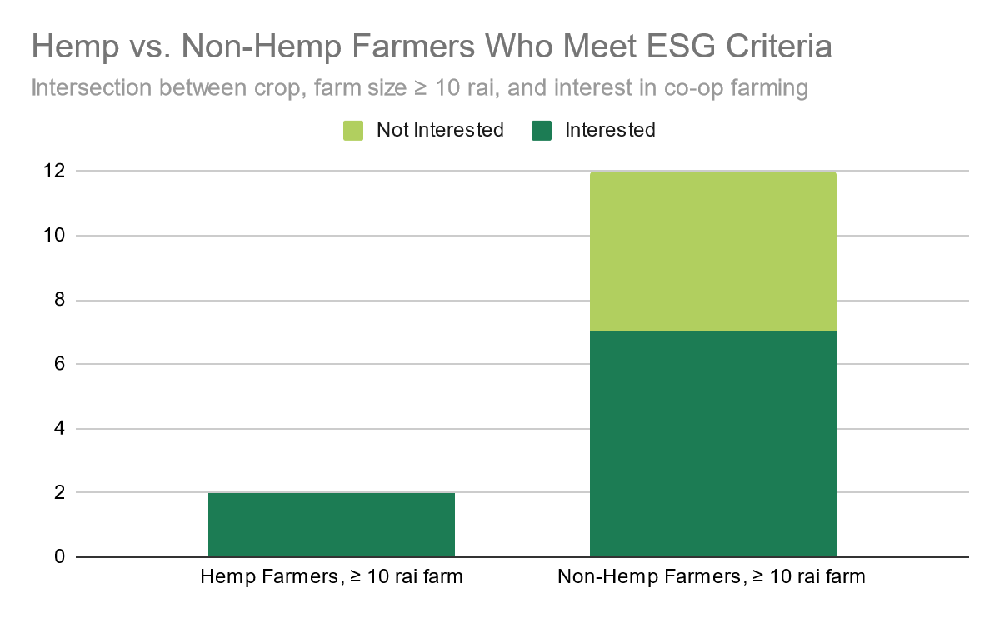 Hemp vs. Non-Hemp Farmers Who Meet ESG Criteria
Intersection between crop, farm size ≥ 10 rai, and interest in co-op farming
Not Interested
Interested
12
10
8
6
4
2
0
Hemp Farmers, ≥ 10 rai farm
Non-Hemp Farmers, ≥ 10 rai farm